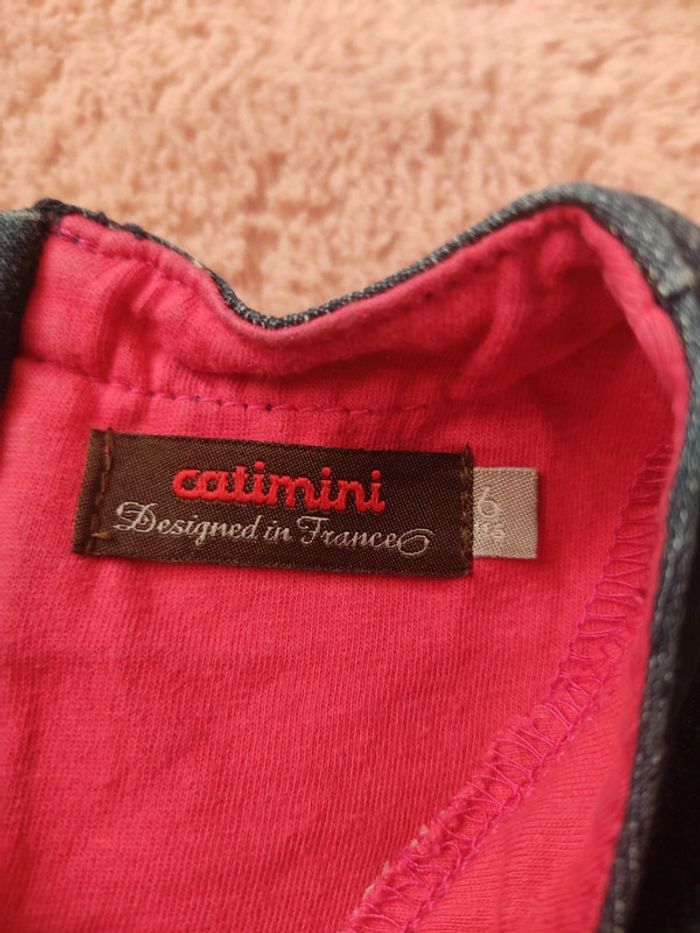 catimini
Designed in France
6